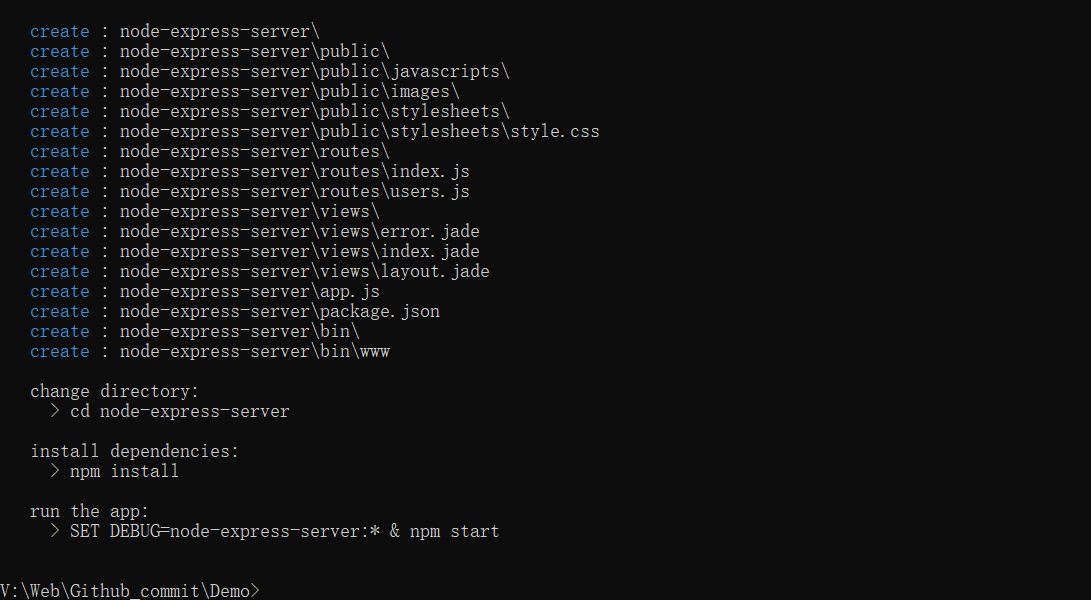 create : node-express-server\
create : node-express-server\public\
create : node-express-server\public\javascripts\
create : node-express-server\public\images\
create : node-express-server\public\stylesheets\
create : node-express-server\public\stylesheets\style.css
create : node-express-server\routes\
create : node-express-server\routes\index.js
create : node-express-server\routes\users.js
create : node-express-server\views\
create : node-express-server\views\error.jade
create : node-express-server\views\index.jade
create : node-express-server\views\layout.jade
create : node-express-server\app.js
create : node-express-server\package.json
create : node-express-server\bin\
create : node-express-server\bin\www
change directory:
> cd node-express-server
install dependencies:
> npm install
run the app:
> SET DEBUG=node-express-server:* & npm start
V:\Web\Github_commit\Demo>